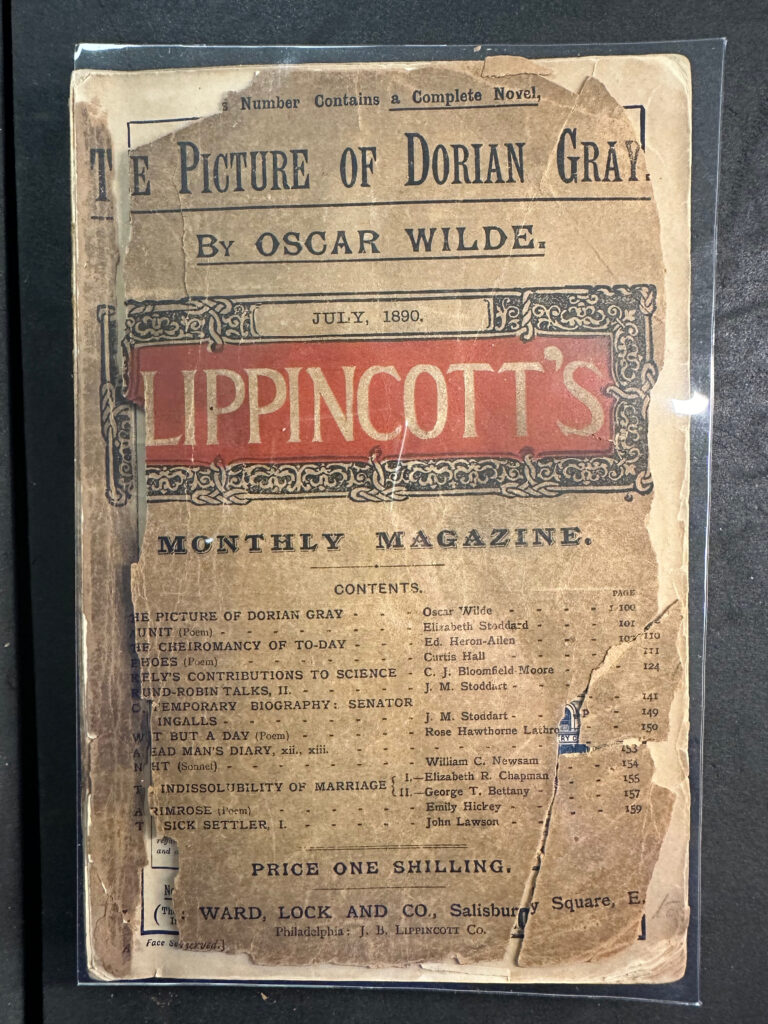 s Number Contains a Complete Novel,
T E PICTURE OF DORIAN GRAY.
BY OSCAR WILDE.
JULY, 1890.
LIPPINCOTT'S
MONTHLY MAGAZINE.
CONTENTS.
PAGE
HE PICTURE OF DORIAN GRAY - - - Oscar Wilde - - - - 1 100
UNIT (Poem) - - - - - - - Elizabeth Stoddard - - - 101
HE CHEIROMANCY OF TO-DAY - - - Ed. Heron-Allen - - - - 110
HOES (Poem) - - - - - - - Curtis Hall - - - - 111
ELY'S CONTRIBUTIONS TO SCIENCE - C. J. Bloomfield-Moore - - 124
UND-ROBIN TALKS, II. - - - - - J. M. Stoddart -
TEMPORARY BIOGRAPHY: SENATOR 141
INGALLS - - - - - - - J. M. Stoddart - - 149
W T BUT A DAY (Poem) - - - - Rose Hawthorne Lathro p 150
A EAD MAN'S DIARY, xii., xiii. - - - - - - - 153
N HT (Sonnet) - - - - - - William C. Newsam - - 154
T INDISSOLUBILITY OF MARRIAGE { I.—Elizabeth R. Chapman - 155
II.—George T. Bettany - - - 157
A RIMROSE (Poem) - - - - - Emily Hickey - - - 159
T SICK SETTLER, I. - - - - - John Lawson - - -
and
PRICE ONE SHILLING.
WARD, LOCK AND CO., Salisbury Square, E.
Philadelphia: J. B. LIPPINCOTT CO.
served.]